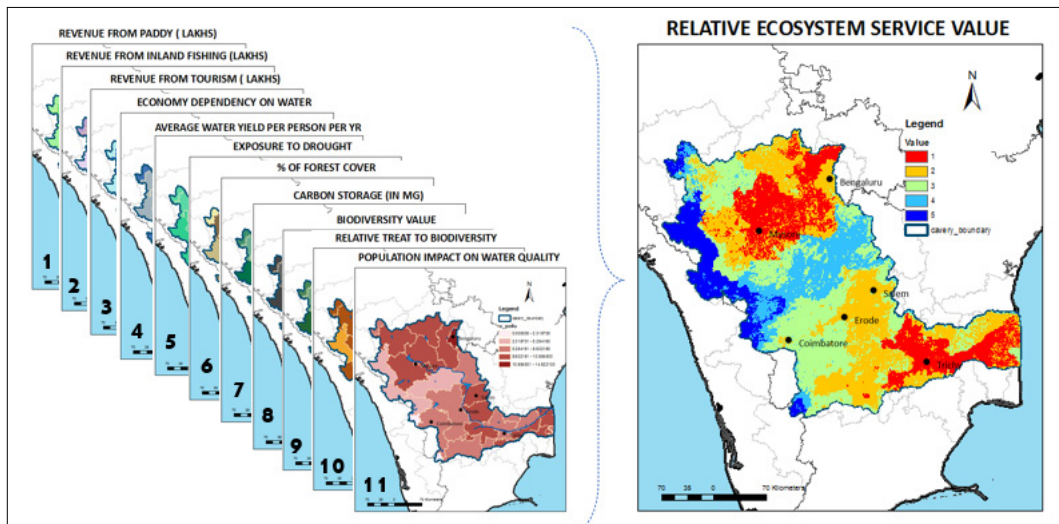 REVENUE FROM PADDY ( LAKHS)
REVENUE FROM INLAND FISHING (LAKHS)
REVENUE FROM TOURISM ( LAKHS)
ECONOMY DEPENDENCY ON WATER
AVERAGE WATER YIELD PER PERSON PER YR
EXPOSURE TO DROUGHT
% OF FOREST COVER
CARBON STORAGE (IN MG)
BIODIVERSITY VALUE
RELATIVE TREAT TO BIODIVERSITY
POPULATION IMPACT ON WATER QUALITY
1
2
3
4
5
6
7
8
9
10
11
N
Legend
Bengaluru
Coimbatore
70 Kilometers
RELATIVE ECOSYSTEM SERVICE VALUE
N
Legend
Value
1
2
3
4
5
cavery_boundary
Bengaluru
Salem
Erode
Coimbatore
70 35 0 70 Kilometers